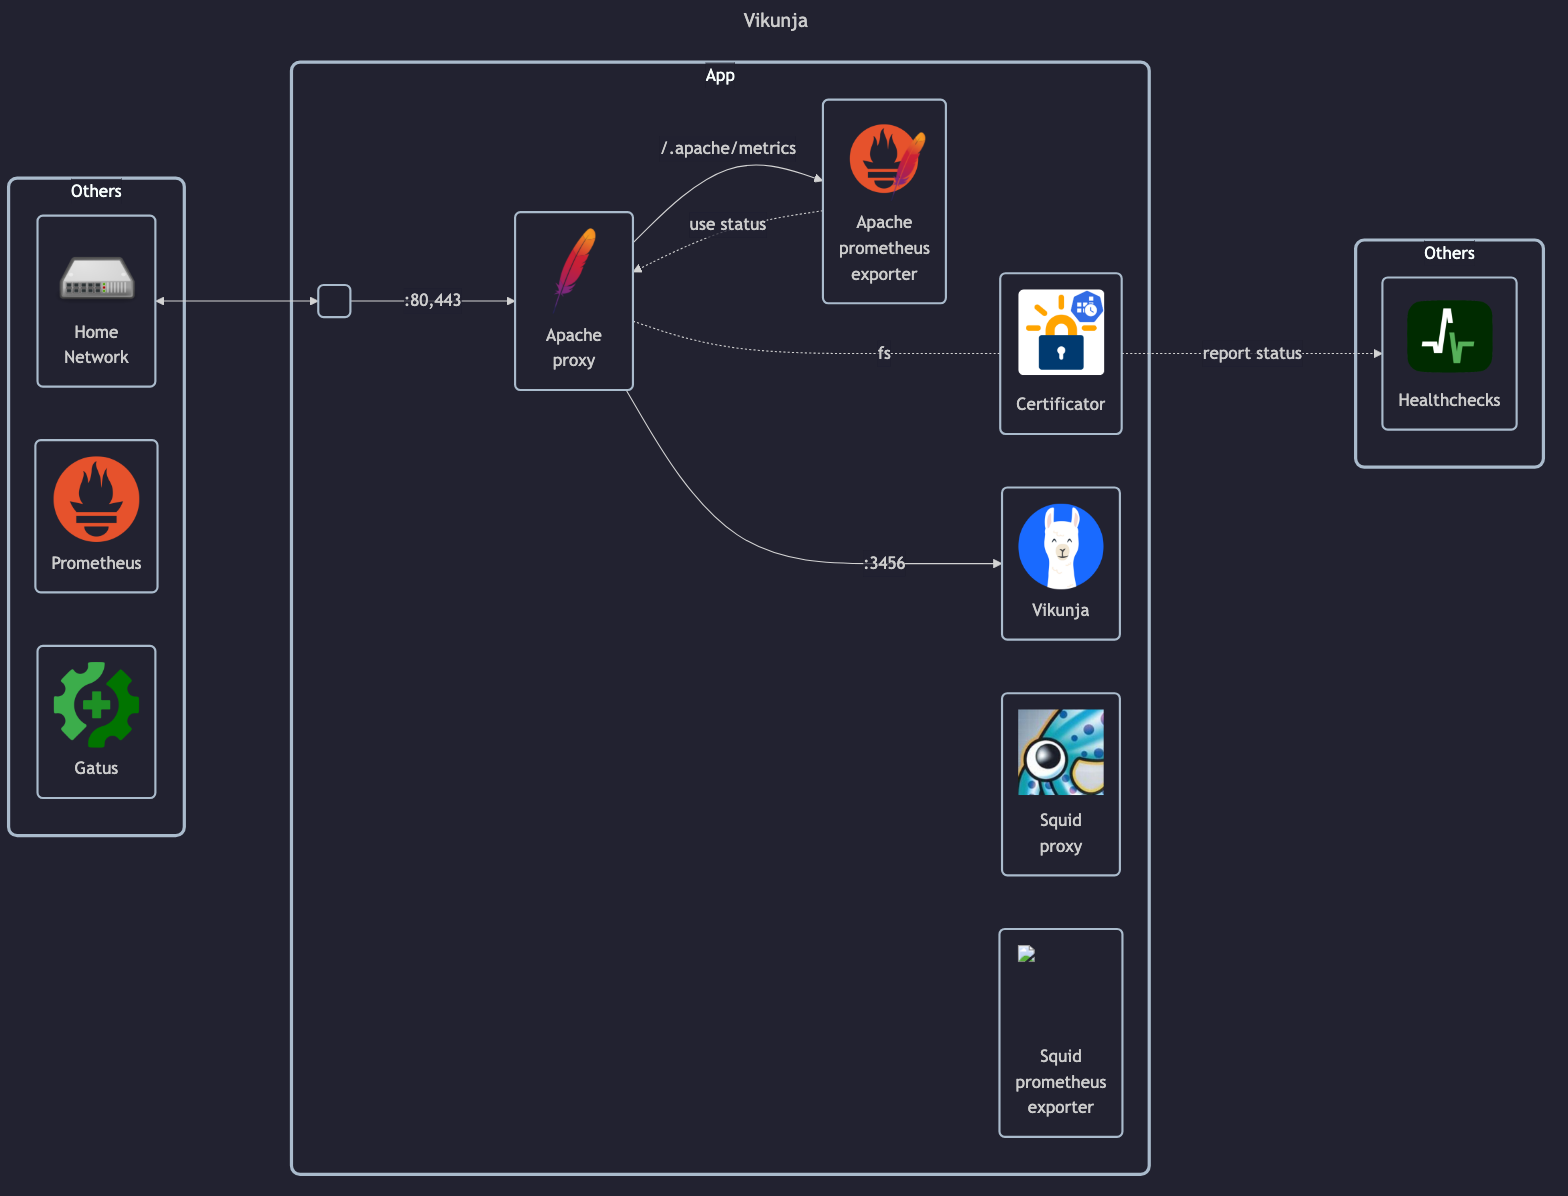 Vikunja
App
Others
Home
Network
Prometheus
Gatus
:80,443
Apache
proxy
/.apache/metrics
use status
Apache
prometheus
exporter
fs
Certificator
report status
Others
Healthchecks
:3456
Vikunja
Squid
proxy
Squid
prometheus
exporter